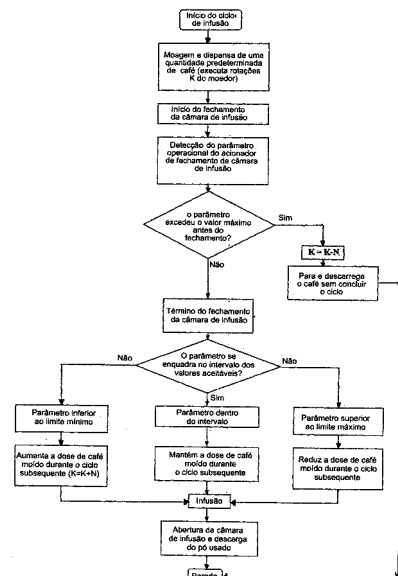 Início do ciclo
de infusão
Moagem e dispensa de uma
quantidade predeterminada
de café (executa rotações
K do moedor)
Início do fechamento
da câmara de infusão
Detecção do parâmetro
operacional do acionador
de fechamento da câmara
de infusão
o parâmetro
excedeu o valor máximo
antes do
fechamento?
Sim
K = K-N
Para e descarrega
o café sem concluir
o ciclo
Não
Término do fechamento
da câmara de infusão
O parâmetro se
enquadra no intervalo dos
valores aceitáveis?
Não
Sim
Não
Parâmetro inferior
ao limite mínimo
Parâmetro dentro
do intervalo
Parâmetro superior
ao limite máximo
Aumenta a dose de café
moído durante o ciclo
subsequente (K=K+N)
Mantém a dose de café
moído durante
o ciclo subsequente
Reduz a dose de café
moído durante o ciclo
subsequente
Infusão
Abertura da câmara
de infusão e descarga
do pó usado
Parada